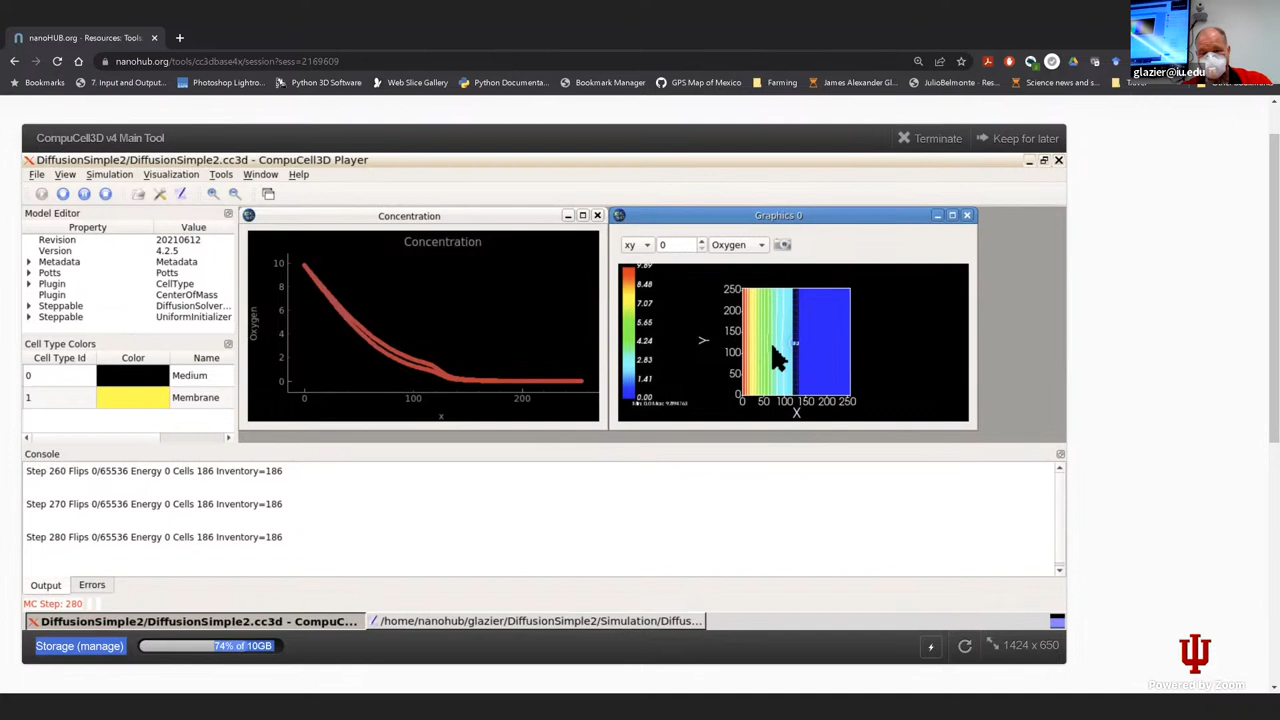 nanoHUB.org - Resources: Tools:
nanohub.org/tools/cc3dbase4x/session?sess=2169609
glazier@iu.edu
Bookmarks 7. Input and Output... Photoshop Lightro... Python 3D Software Web Slice Gallery Python Documenta... Bookmark Manager GPS Map of Mexico Farming James Alexander Gl... JulioBelmonte - Res... Science news and s...
CompuCell3D v4 Main Tool Terminate Keep for later
DiffusionSimple2/DiffusionSimple2.cc3d - CompuCell3D Player
File View Simulation Visualization Tools Window Help
Model Editor
Property Value
Revision 20210612
Version 4.2.5
Metadata Metadata
Potts Potts
Plugin CellType
Plugin CenterOfMass
Steppable DiffusionSolver...
Steppable UniformInitializer
Cell Type Colors
Cell Type Id Color Name
0 Medium
1 Membrane
Concentration
Concentration
Oxygen
10
8
6
4
2
0
0 100 200
x
Graphics 0
xy 0 Oxygen
9.89
8.48
7.07
5.65
4.24
2.83
1.41
0.00
Y
250
200
150
100
50
0
0 50 100 150 200 250
X
Console
Step 260 Flips 0/65536 Energy 0 Cells 186 Inventory=186
Step 270 Flips 0/65536 Energy 0 Cells 186 Inventory=186
Step 280 Flips 0/65536 Energy 0 Cells 186 Inventory=186
Output Errors
MC Step: 280
DiffusionSimple2/DiffusionSimple2.cc3d - CompuC... /home/nanohub/glazier/DiffusionSimple2/Simulation/Diffus...
Storage (manage) 74% of 10GB 1424 x 650
Powered by Zoom